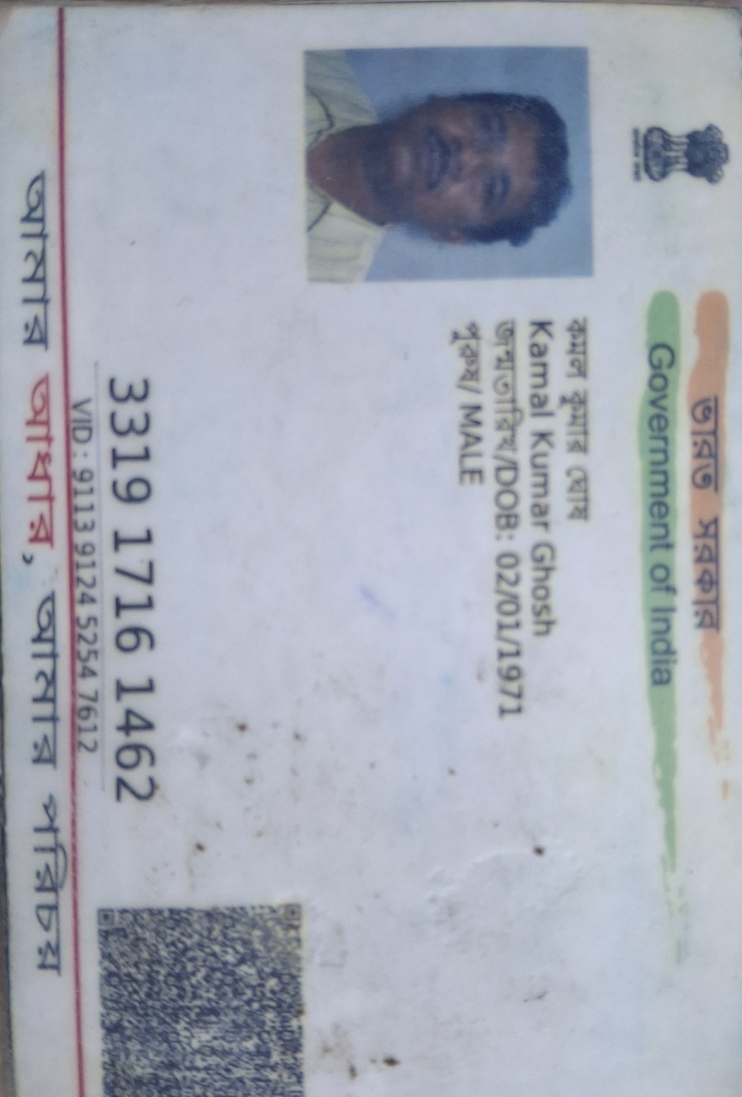 ভারত সরকার
Government of India
কমল কুমার ঘোষ
Kamal Kumar Ghosh
জন্মতারিখ/DOB: 02/01/1971
পুরুষ/ MALE
3319 1716 1462
VID: 9113 9124 5254 7612
আমার আধার, আমার পরিচয়